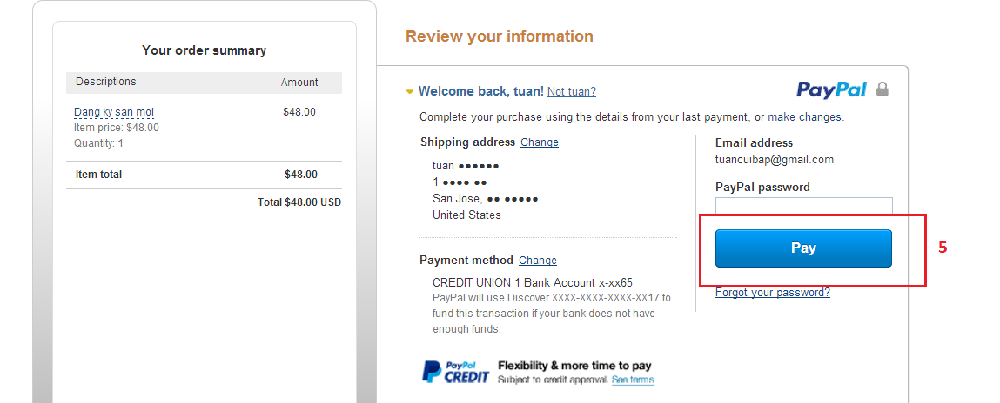 Your order summary
Descriptions Amount
Dang ky san moi $48.00
Item price: $48.00
Quantity: 1
Item total $48.00
Total $48.00 USD
Review your information
Welcome back, tuan! Not tuan?
PayPal
Complete your purchase using the details from your last payment, or make changes.
Shipping address Change
tuan ●●●●●●
1 ●●●● ●●
San Jose, ●● ●●●●●
United States
Payment method Change
CREDIT UNION 1 Bank Account x-xx65
PayPal will use Discover XXXX-XXXX-XXXX-XX17 to
fund this transaction if your bank does not have
enough funds.
PayPal CREDIT
Flexibility & more time to pay
Subject to credit approval. See terms
Email address
tuancuibap@gmail.com
PayPal password
Pay
5
Forgot your password?